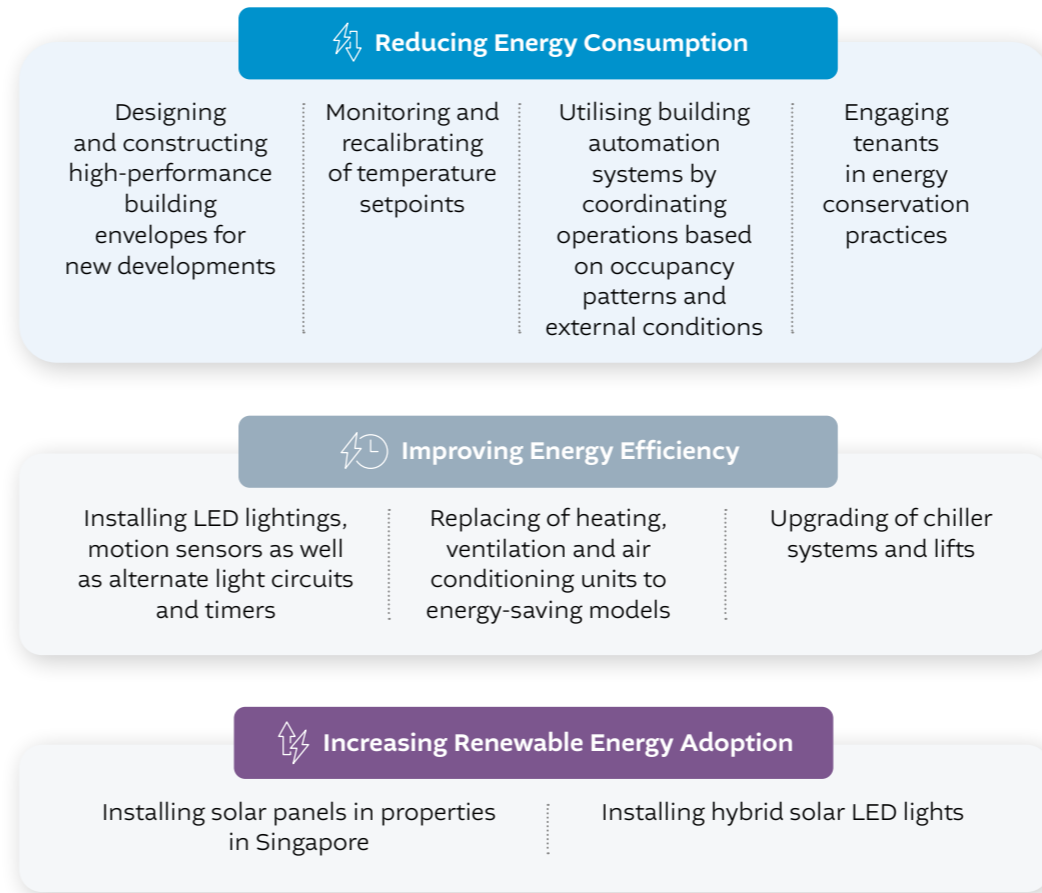 Reducing Energy Consumption
Designing
and constructing
high-performance
building
envelopes for
new developments
Monitoring and
recalibrating
of temperature
setpoints
Utilising building
automation
systems by
coordinating
operations based
on occupancy
patterns and
external conditions
Engaging
tenants
in energy
conservation
practices
Improving Energy Efficiency
Installing LED lightings,
motion sensors as well
as alternate light circuits
and timers
Replacing of heating,
ventilation and air
conditioning units to
energy-saving models
Upgrading of chiller
systems and lifts
Increasing Renewable Energy Adoption
Installing solar panels in properties
in Singapore
Installing hybrid solar LED lights